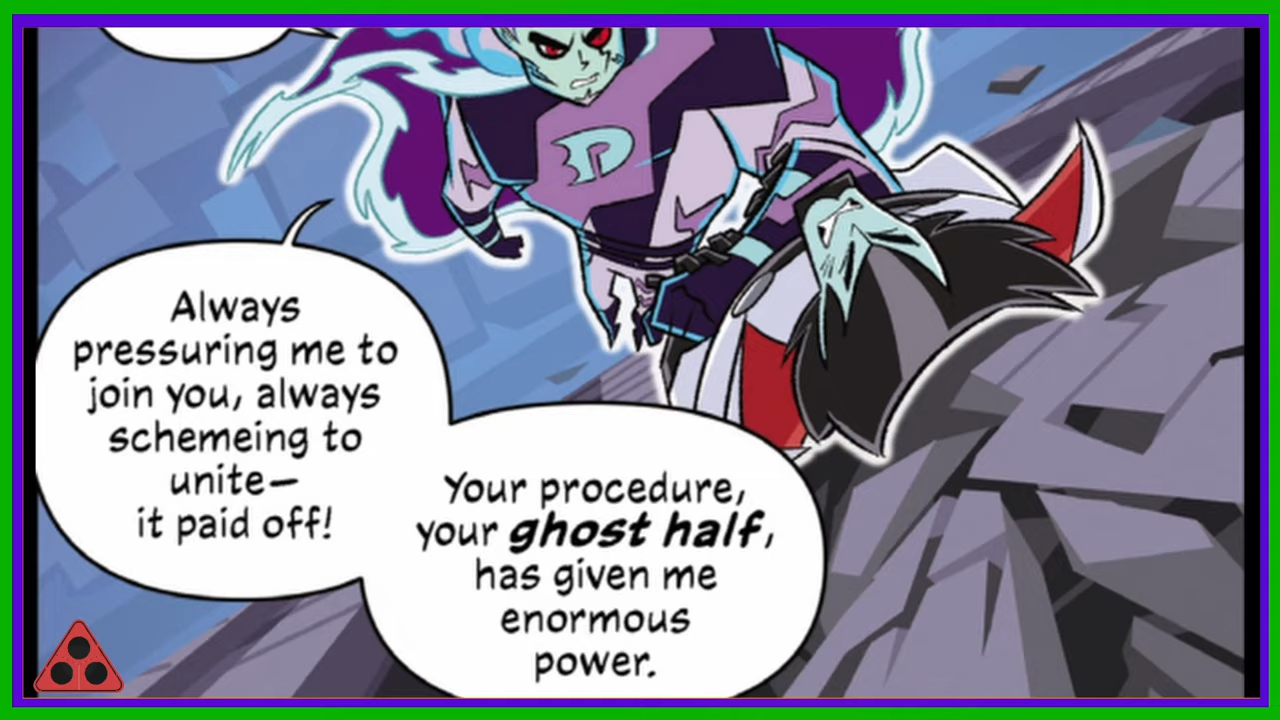 D
Always
pressuring me to
join you, always
schemeing to
unite—
it paid off!
Your procedure,
your ghost half,
has given me
enormous
power.